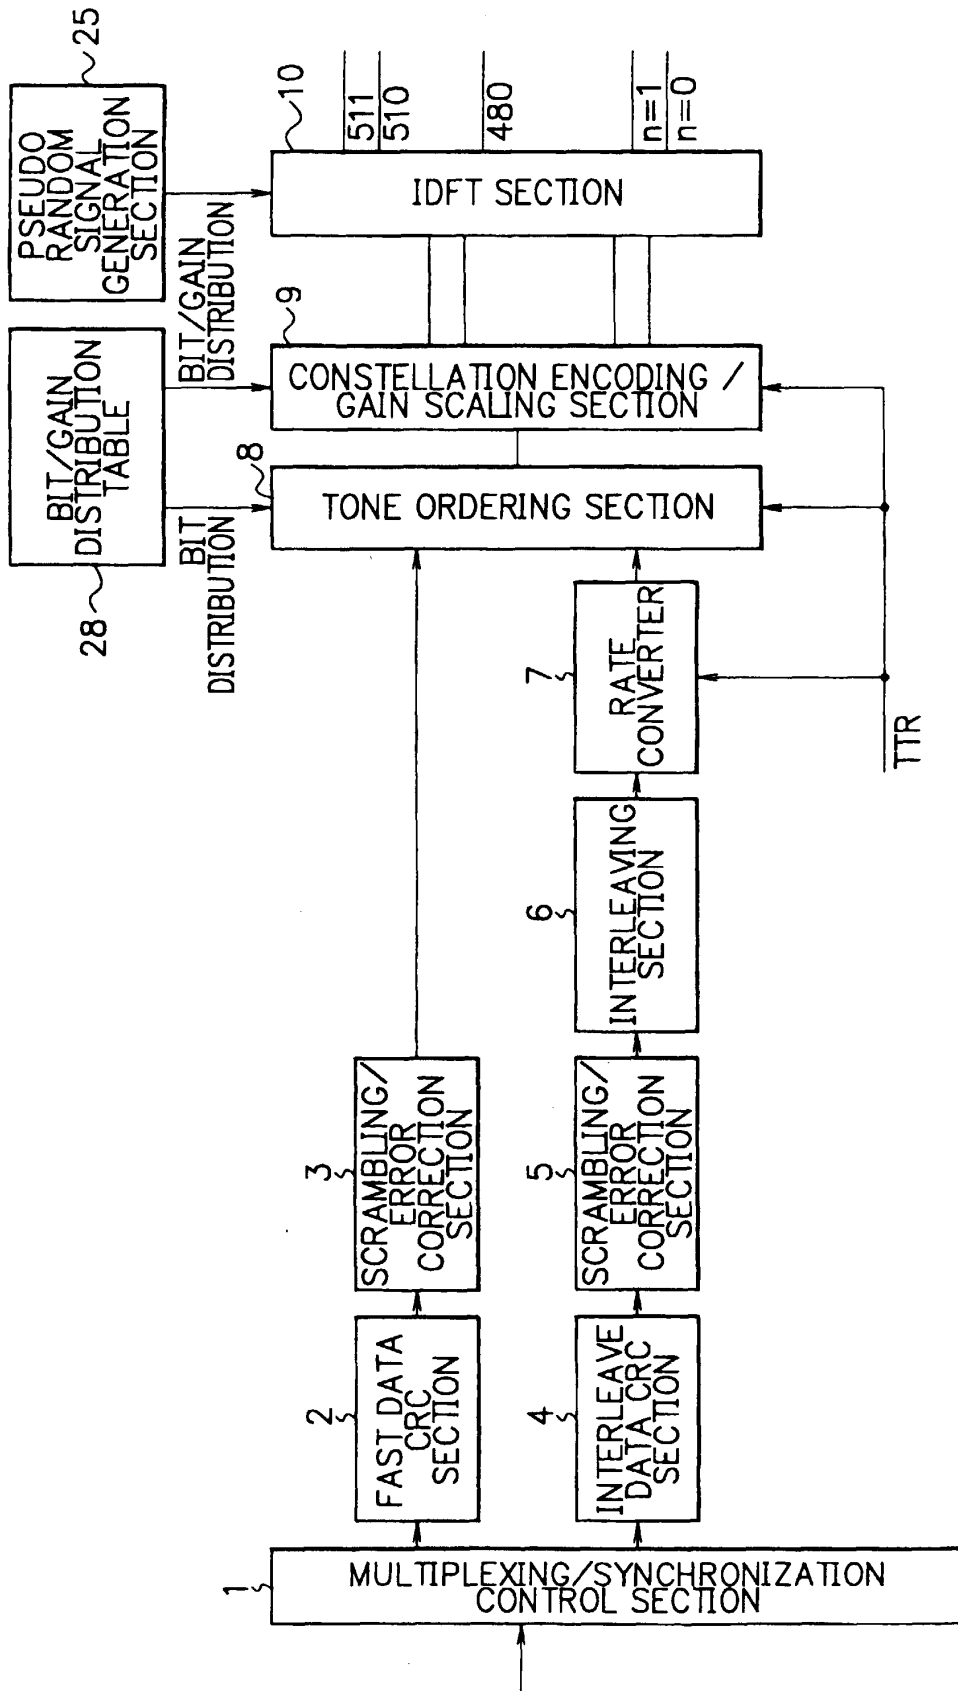 1
MULTIPLEXING/SYNCHRONIZATION
CONTROL SECTION
2
FAST DATA
CRC
SECTION
3
SCRAMBLING/
ERROR
CORRECTION
SECTION
4
INTERLEAVE
DATA CRC
SECTION
5
SCRAMBLING/
ERROR
CORRECTION
SECTION
6
INTERLEAVING
SECTION
7
RATE
CONVERTER
TTR
28
BIT/GAIN
DISTRIBUTION
TABLE
BIT
DISTRIBUTION
BIT/GAIN
DISTRIBUTION
8
TONE ORDERING SECTION
9
CONSTELLATION ENCODING /
GAIN SCALING SECTION
25
PSEUDO
RANDOM
SIGNAL
GENERATION
SECTION
10
IDFT SECTION
511
510
480
n=1
n=0